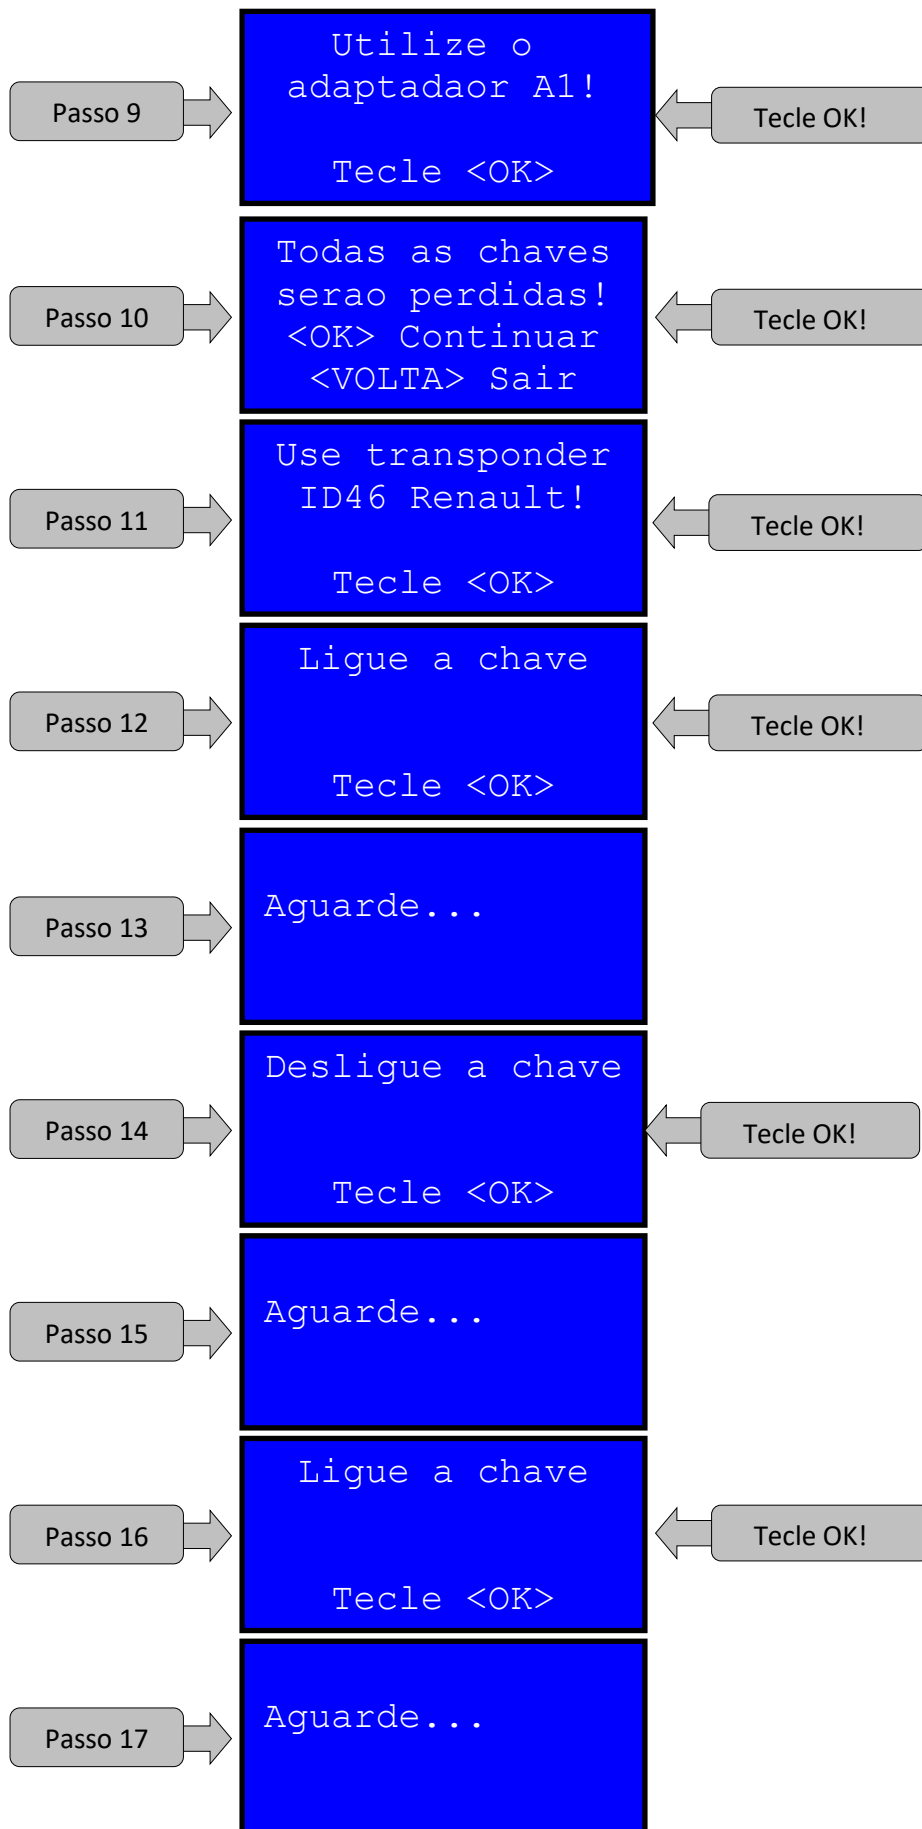 Passo 9
Utilize o
adaptadaor A1!
Tecle <OK>
Tecle OK!
Passo 10
Todas as chaves
serao perdidas!
<OK> Continuar
<VOLTA> Sair
Tecle OK!
Passo 11
Use transponder
ID46 Renault!
Tecle <OK>
Tecle OK!
Passo 12
Ligue a chave
Tecle <OK>
Tecle OK!
Passo 13
Aguarde...
Passo 14
Desligue a chave
Tecle <OK>
Tecle OK!
Passo 15
Aguarde...
Passo 16
Ligue a chave
Tecle <OK>
Tecle OK!
Passo 17
Aguarde...